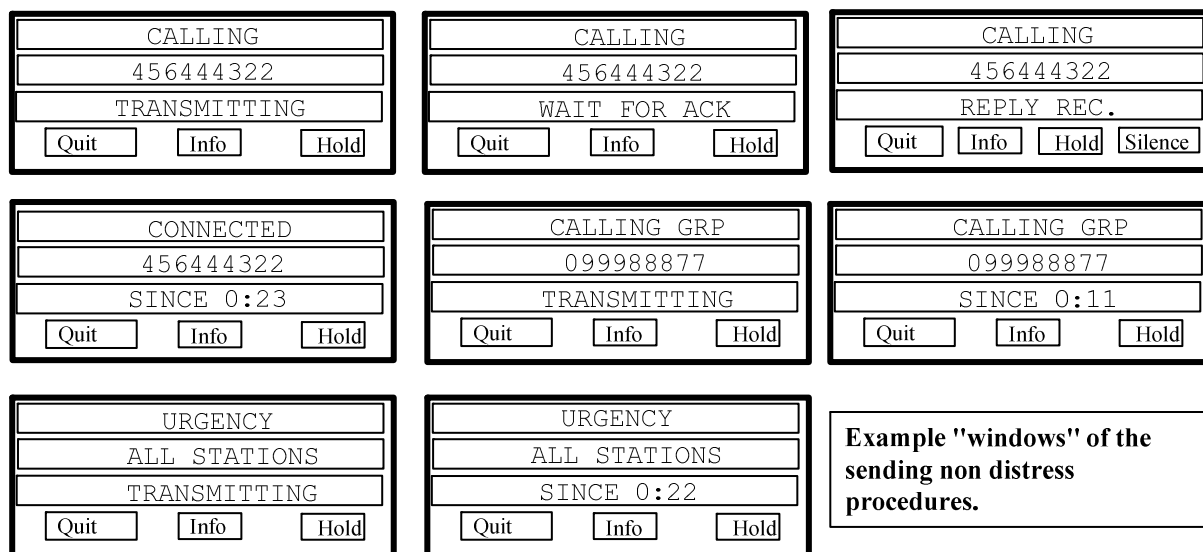 CALLING
456444322
TRANSMITTING
Quit Info Hold
CALLING
456444322
WAIT FOR ACK
Quit Info Hold
CALLING
456444322
REPLY REC.
Quit Info Hold Silence
CONNECTED
456444322
SINCE 0:23
Quit Info Hold
CALLING GRP
099988877
TRANSMITTING
Quit Info Hold
CALLING GRP
099988877
SINCE 0:11
Quit Info Hold
URGENCY
ALL STATIONS
TRANSMITTING
Quit Info Hold
URGENCY
ALL STATIONS
SINCE 0:22
Quit Info Hold
Example "windows" of the
sending non distress
procedures.